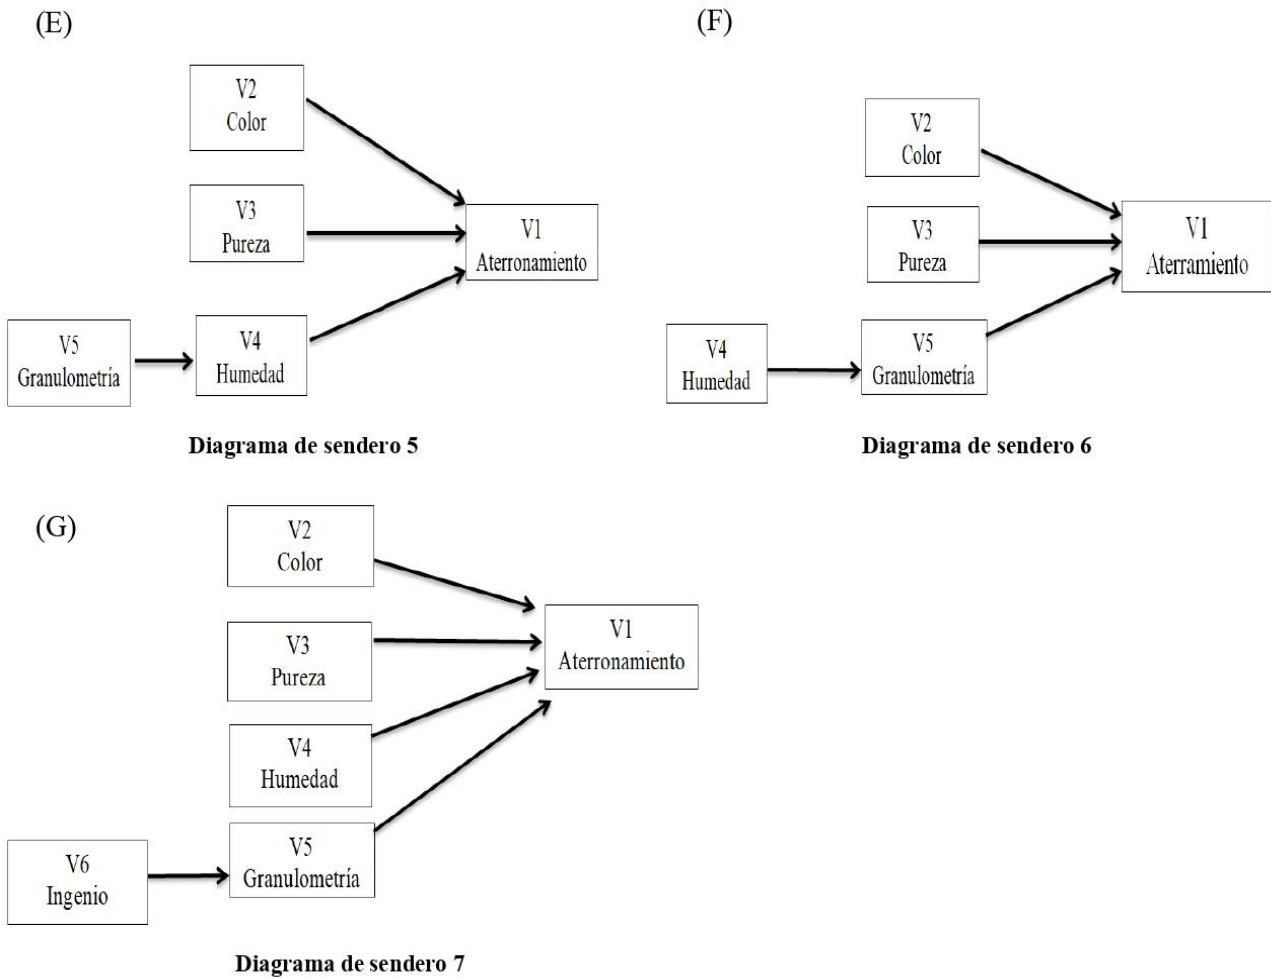 (E)
V2
Color
V3
Pureza
V1
Aterronamiento
V5
Granulometría
V4
Humedad
Diagrama de sendero 5
(F)
V2
Color
V3
Pureza
V1
Aterramiento
V4
Humedad
V5
Granulometría
Diagrama de sendero 6
(G)
V2
Color
V3
Pureza
V1
Aterronamiento
V4
Humedad
V6
Ingenio
V5
Granulometría
Diagrama de sendero 7